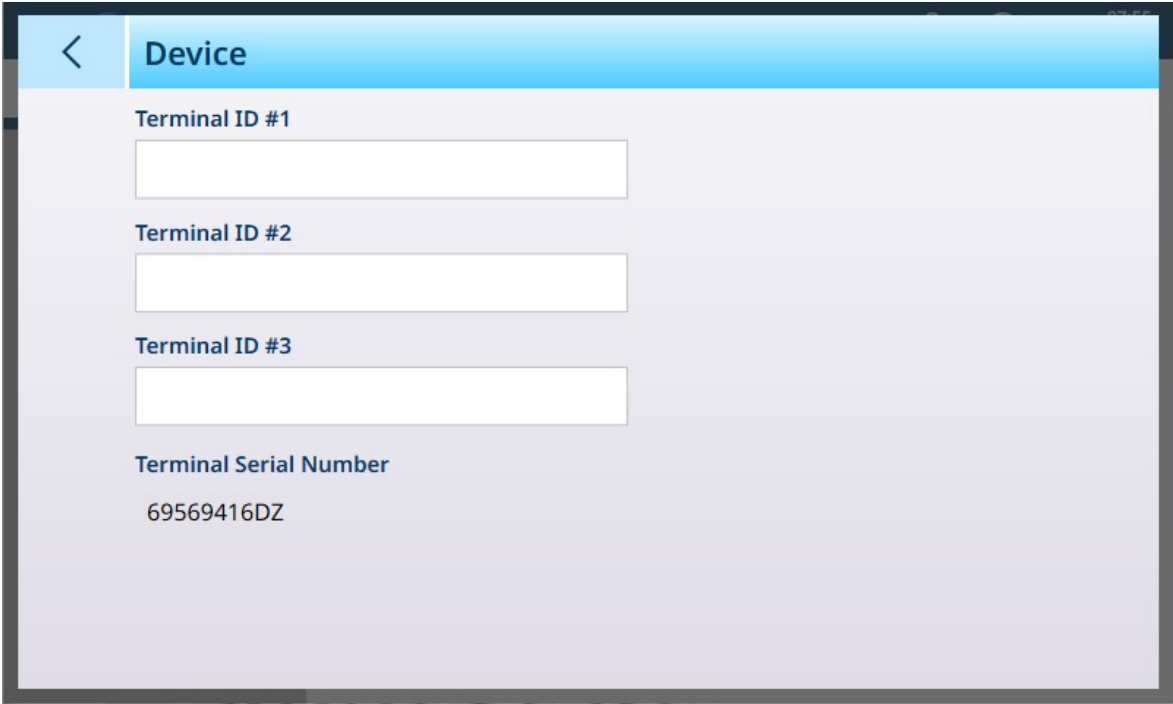 Device
Terminal ID #1
Terminal ID #2
Terminal ID #3
Terminal Serial Number
69569416DZ